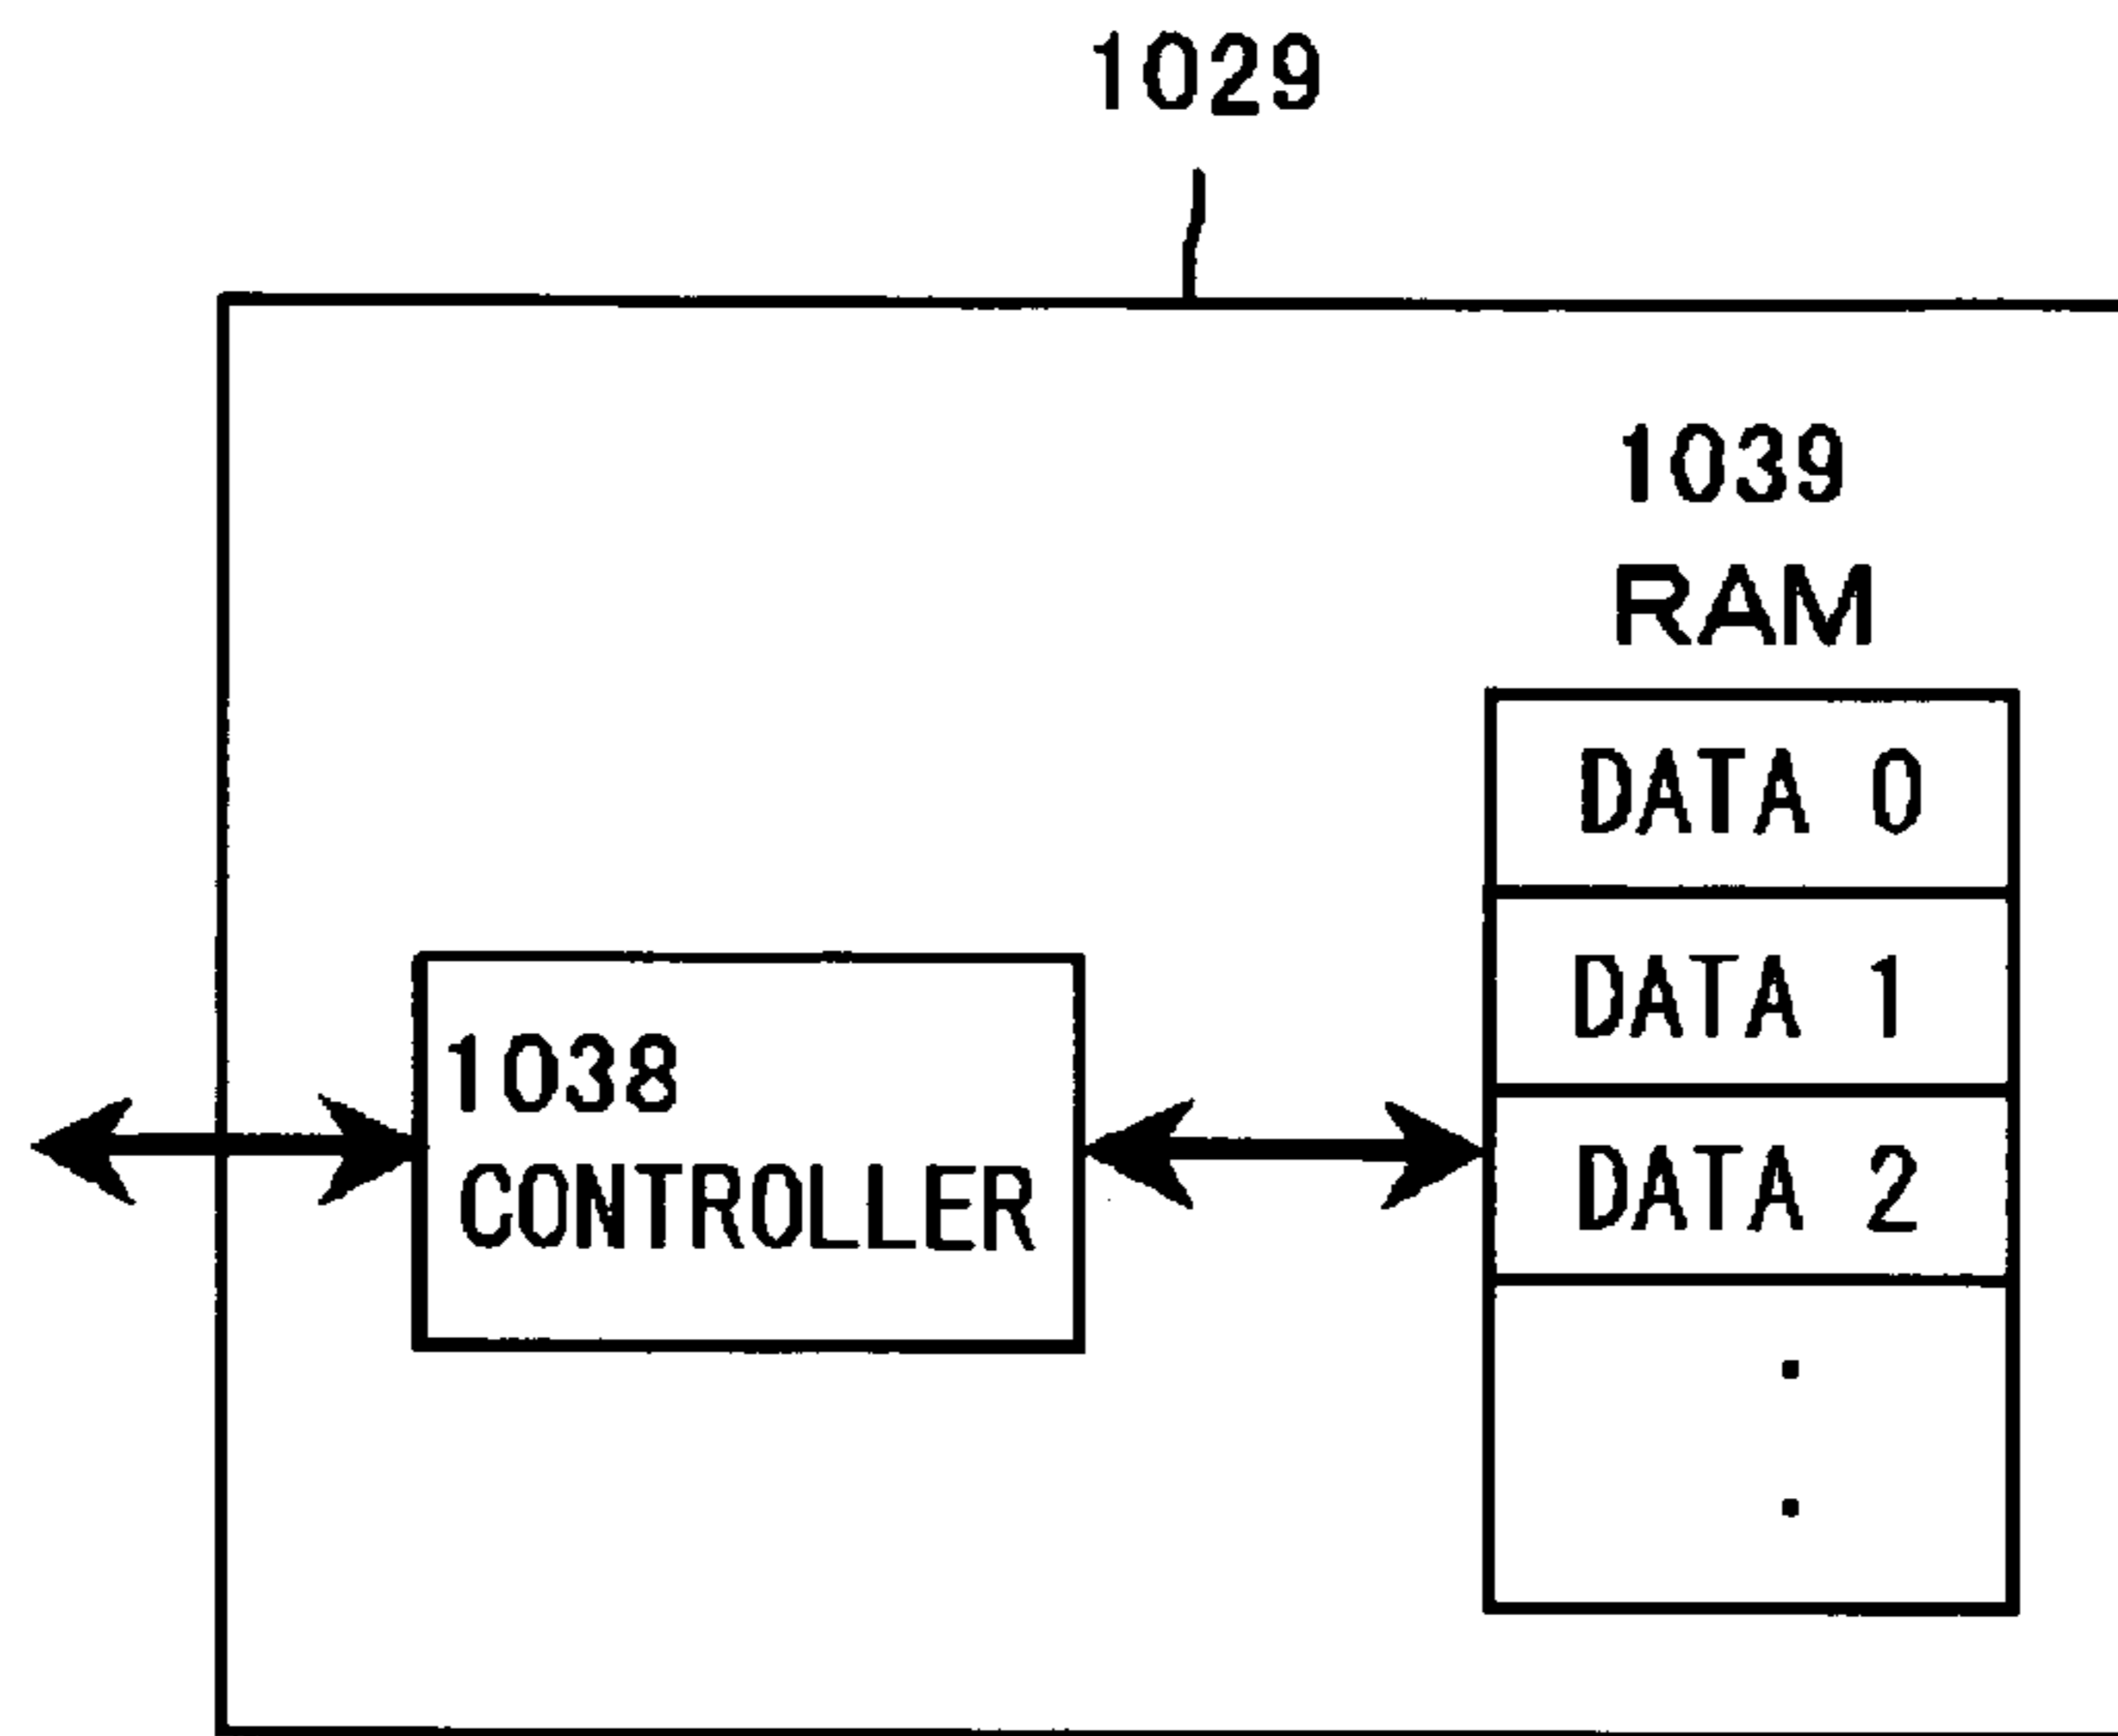 1029
1039
RAM
DATA 0
DATA 1
1038
CONTROLLER
DATA 2